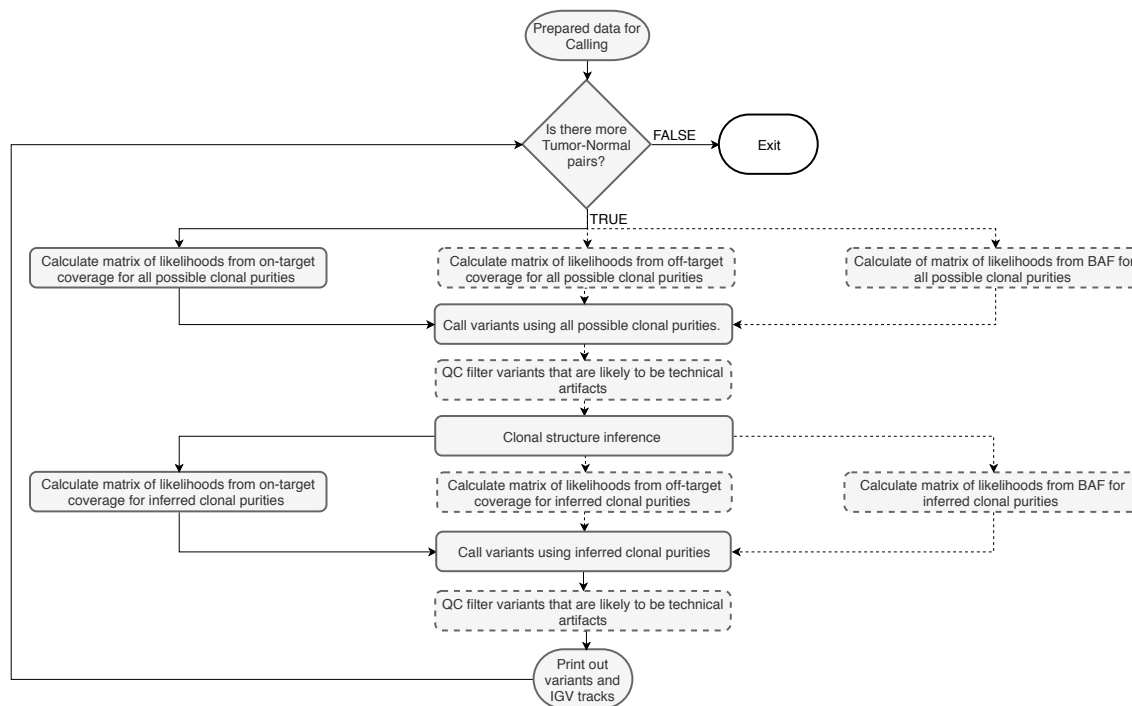 Prepared data for
Calling
Is there more
Tumor-Normal
pairs?
FALSE
Exit
TRUE
Calculate matrix of likelihoods from on-target
coverage for all possible clonal purities
Calculate matrix of likelihoods from off-target
coverage for all possible clonal purities
Calculate of matrix of likelihoods from BAF for
all possible clonal purities
Call variants using all possible clonal purities.
QC filter variants that are likely to be technical
artifacts
Clonal structure inference
Calculate matrix of likelihoods from on-target
coverage for inferred clonal purities
Calculate matrix of likelihoods from off-target
coverage for inferred clonal purities
Calculate matrix of likelihoods from BAF for
inferred clonal purities
Call variants using inferred clonal purities
QC filter variants that are likely to be technical
artifacts
Print out
variants and
IGV tracks